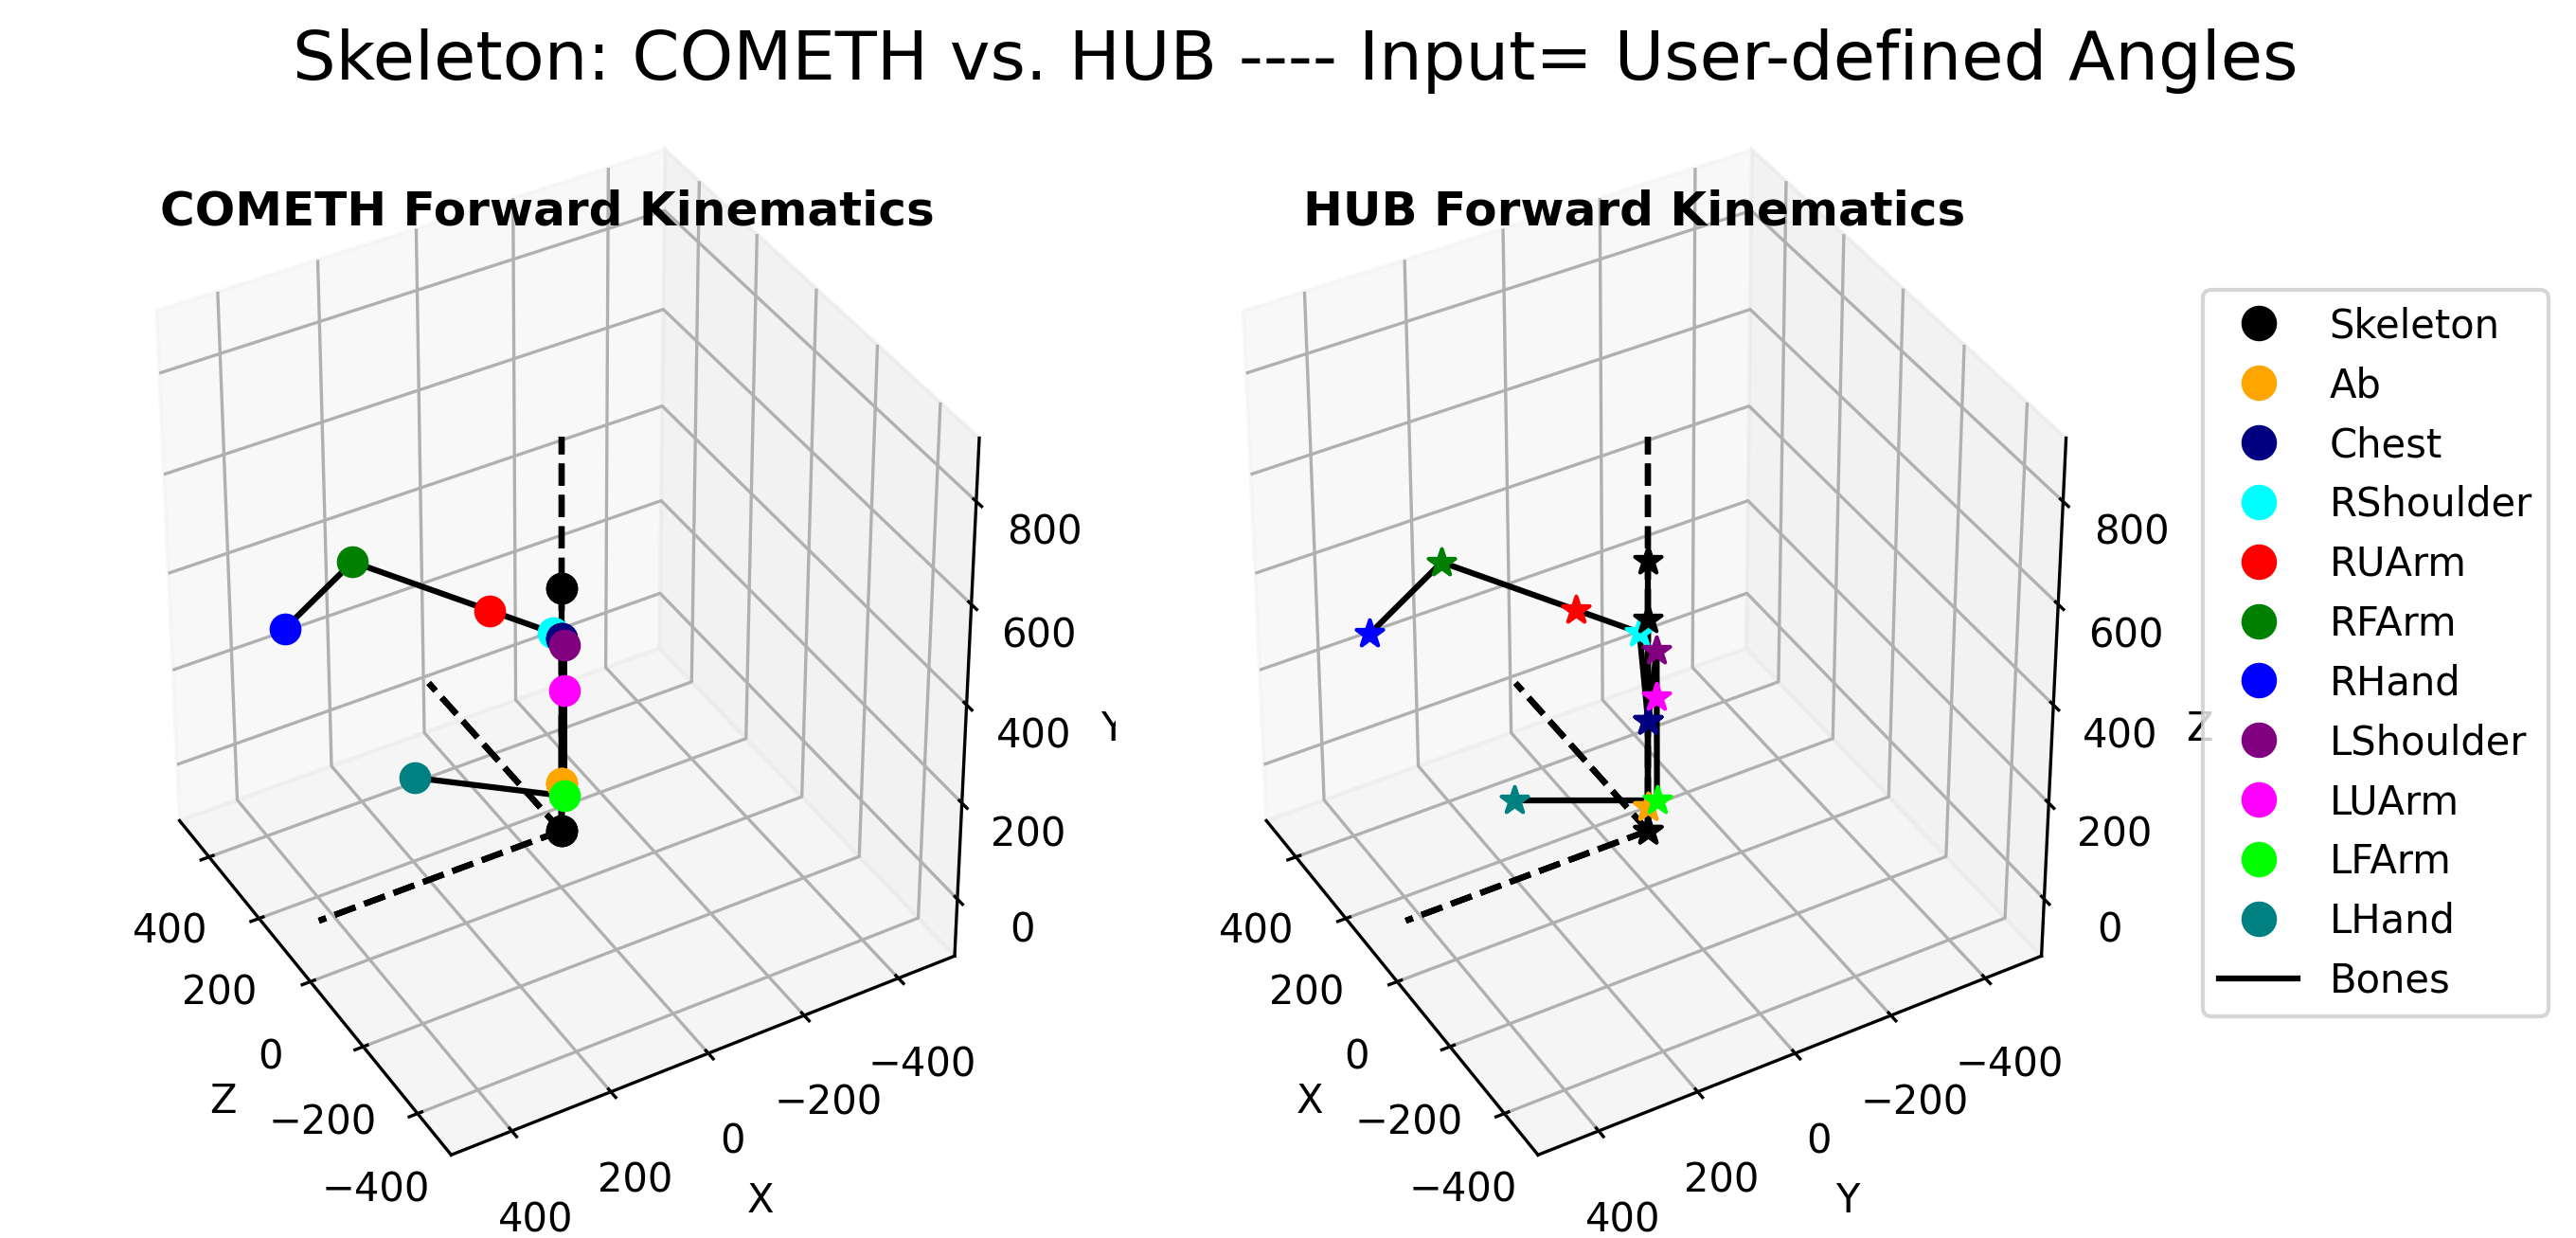 Skeleton: COMETH vs. HUB ---- Input= User-defined Angles
COMETH Forward Kinematics
800
600
400
200
0
Y
400
200
0
−200
−400
Z
400
200
0
−200
−400
X
HUB Forward Kinematics
800
600
400
200
0
Z
400
200
0
−200
−400
X
400
200
0
−200
−400
Y
Skeleton
Ab
Chest
RShoulder
RUArm
RFArm
RHand
LShoulder
LUArm
LFArm
LHand
Bones